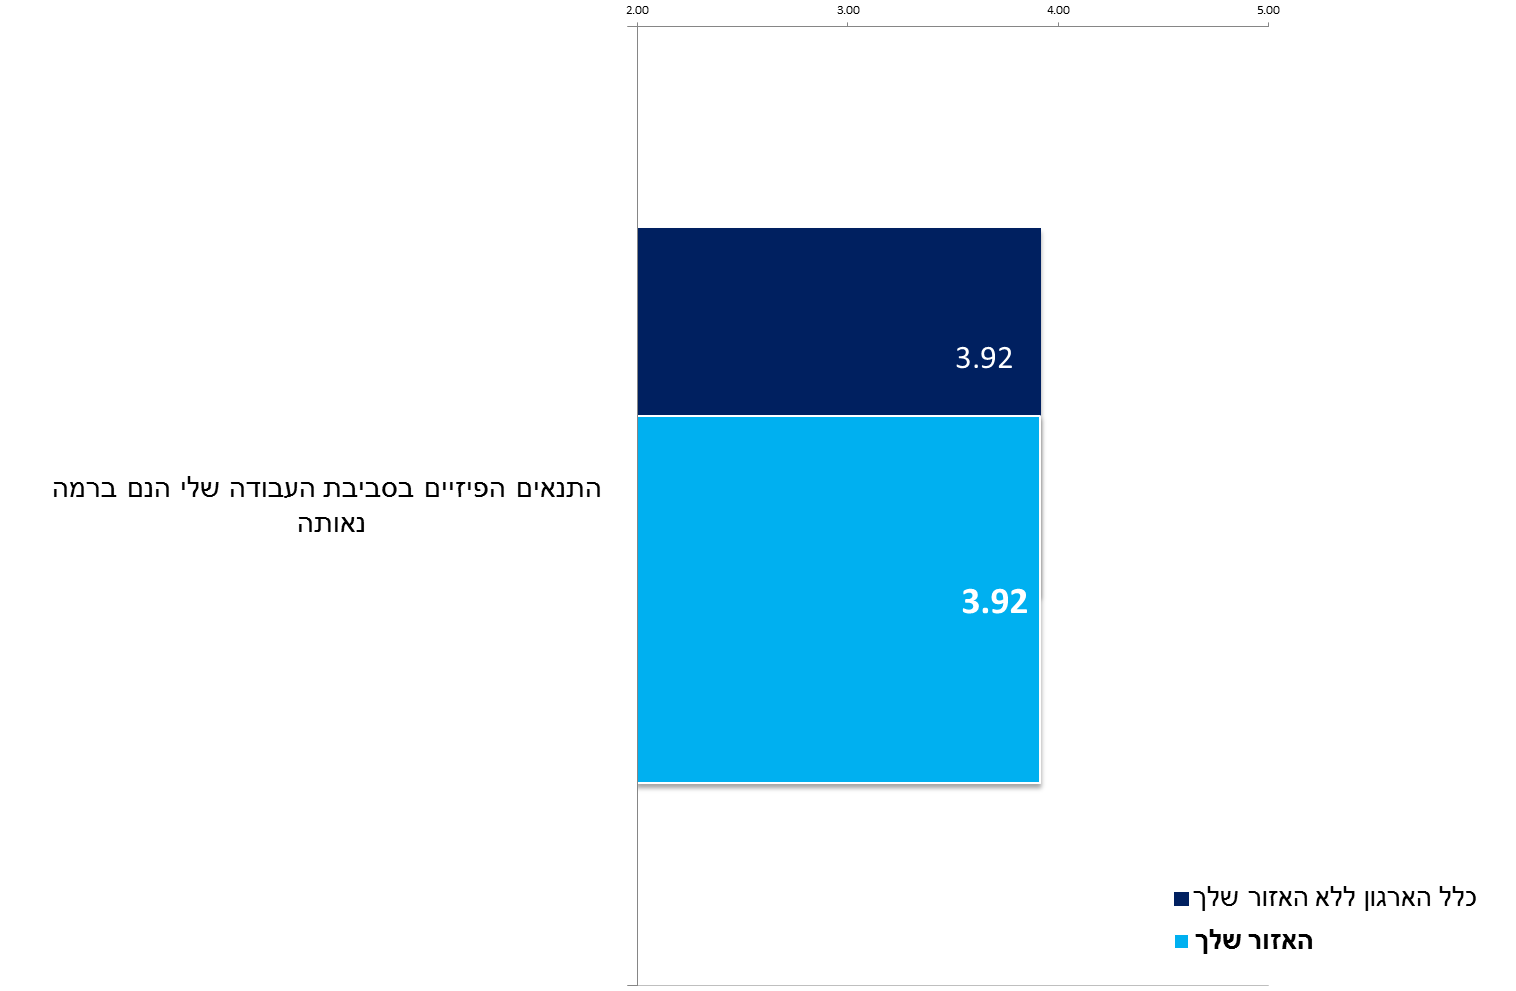 2.00 3.00 4.00 5.00
3.92
התנאים הפיזיים בסביבת העבודה שלי הנם ברמה
נאותה
3.92
כלל הארגון ללא האזור שלך
האזור שלך